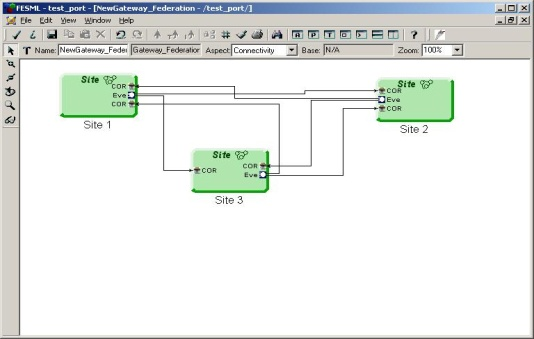 FESML - test_port - [NewGateway_Federation - /test_port/]
File Edit View Window Help
R P T O ?
T Name: NewGateway_Feder Gateway_Federation Aspect: Connectivity Base: N/A Zoom: 100%
Site
COR
Eve
COR
Site 1
Site
COR
Eve
COR
Site 2
Site
COR
COR
Eve
Site 3